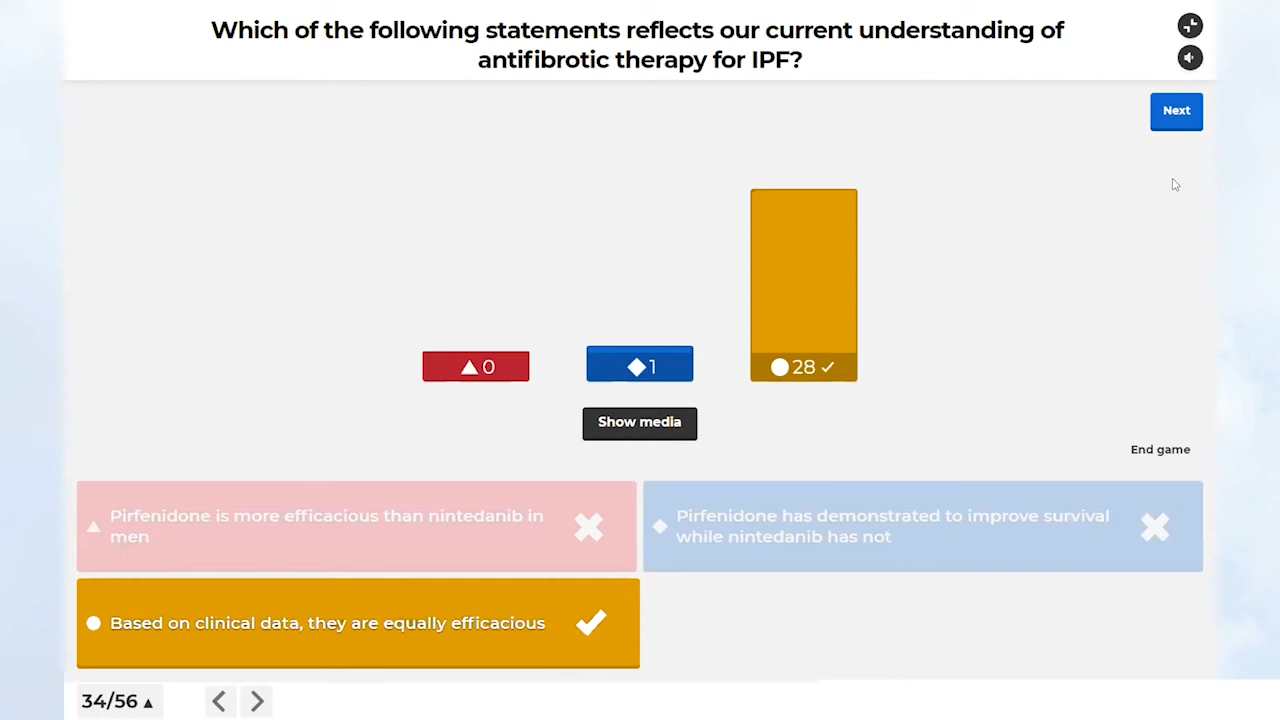 Which of the following statements reflects our current understanding of
antifibrotic therapy for IPF?
Next
0
1
28
Show media
End game
Pirfenidone is more efficacious than nintedanib in
men
Pirfenidone has demonstrated to improve survival
while nintedanib has not
Based on clinical data, they are equally efficacious
34/56